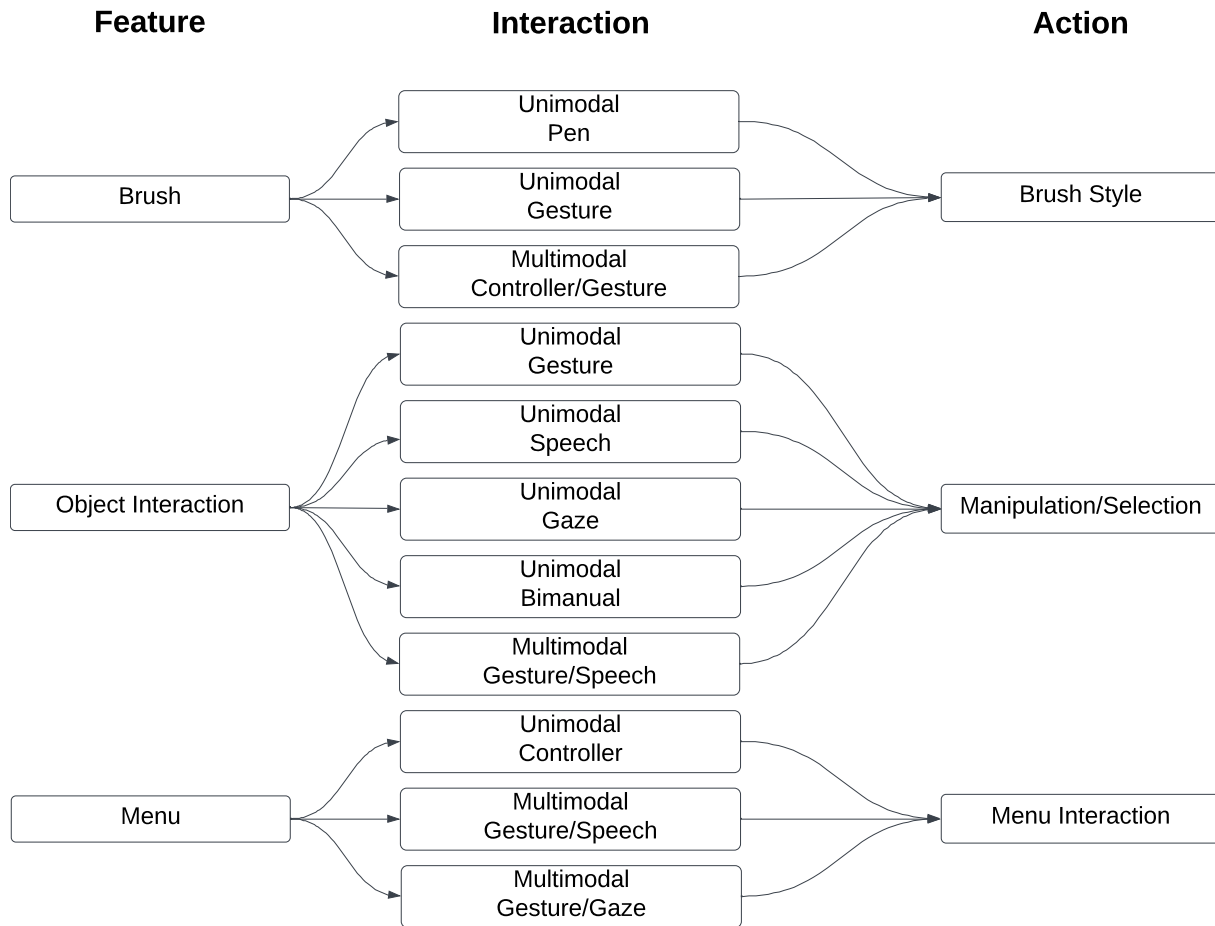 Feature
Interaction
Action
Brush
Unimodal
Pen
Unimodal
Gesture
Multimodal
Controller/Gesture
Brush Style
Object Interaction
Unimodal
Gesture
Unimodal
Speech
Unimodal
Gaze
Unimodal
Bimanual
Multimodal
Gesture/Speech
Manipulation/Selection
Menu
Unimodal
Controller
Multimodal
Gesture/Speech
Multimodal
Gesture/Gaze
Menu Interaction